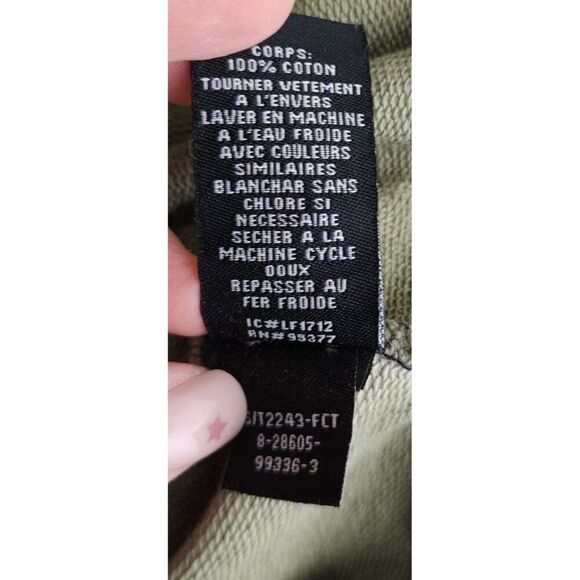 CORPS:
100% COTON
TOURNER VETEMENT
A L'ENVERS
LAVER EN MACHINE
A L'EAU FROIDE
AVEC COULEURS
SIMILAIRES
BLANCHAR SANS
CHLORE SI
NECESSAIRE
SECHER A LA
MACHINE CYCLE
DOUX
REPASSER AU
FER FROIDE
IC#LF1712
RN#95377
/T2243-FCT
8-28605-
99336-3